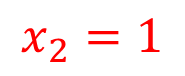 x₂ = 1